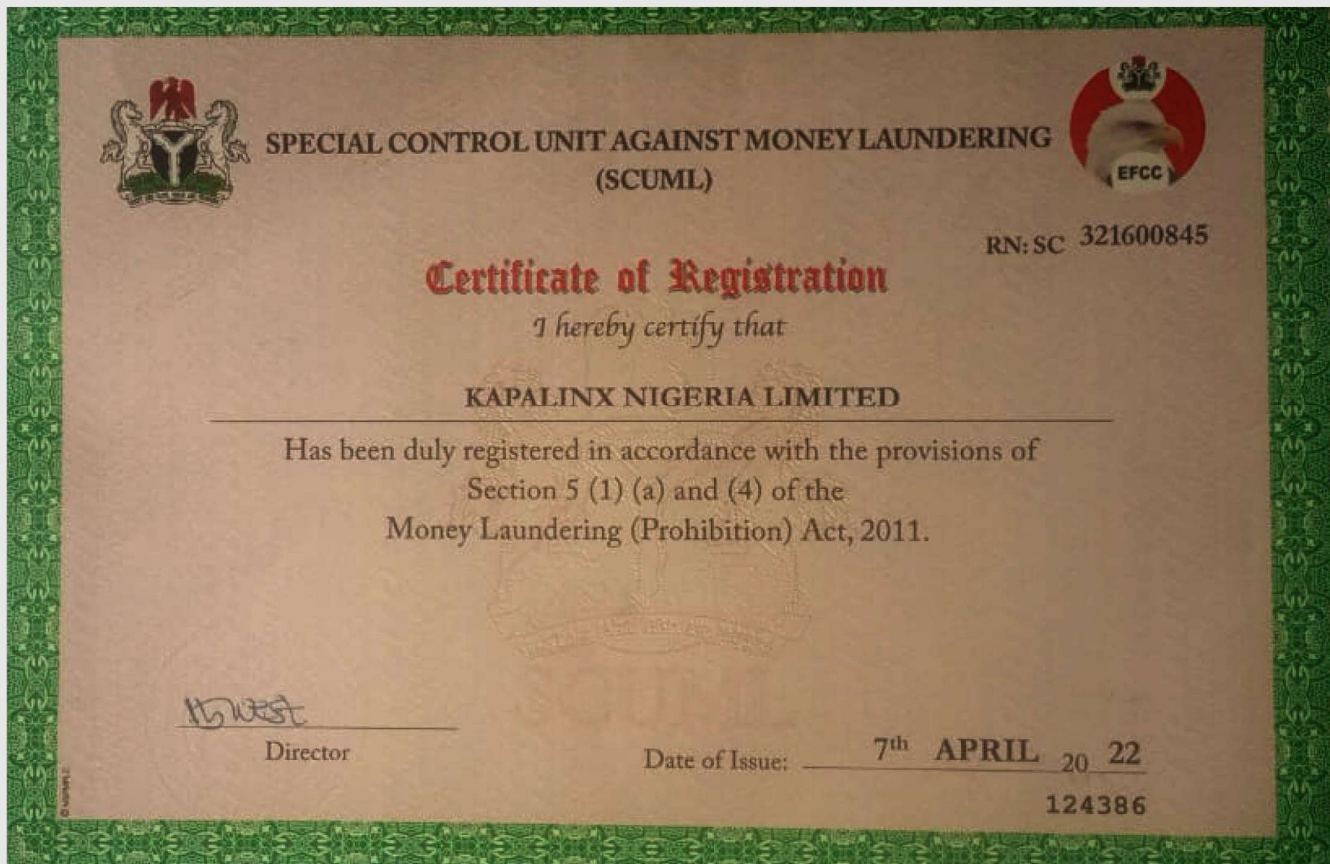 SPECIAL CONTROL UNIT AGAINST MONEY LAUNDERING
(SCUML)
EFCC
RN: SC 321600845
Certificate of Registration
I hereby certify that
KAPALINX NIGERIA LIMITED
Has been duly registered in accordance with the provisions of
Section 5 (1) (a) and (4) of the
Money Laundering (Prohibition) Act, 2011.
SCUML
Director
Date of Issue: 7th APRIL 20 22
124386